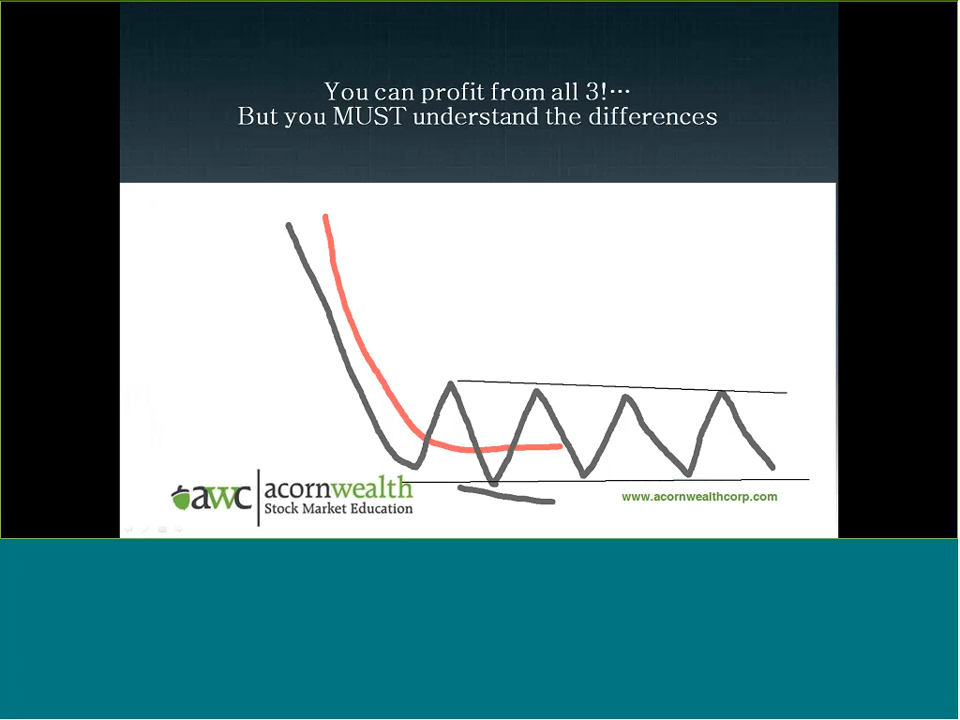 You can profit from all 3!…
But you MUST understand the differences
awc
acornwealth
Stock Market Education
www.acornwealthcorp.com